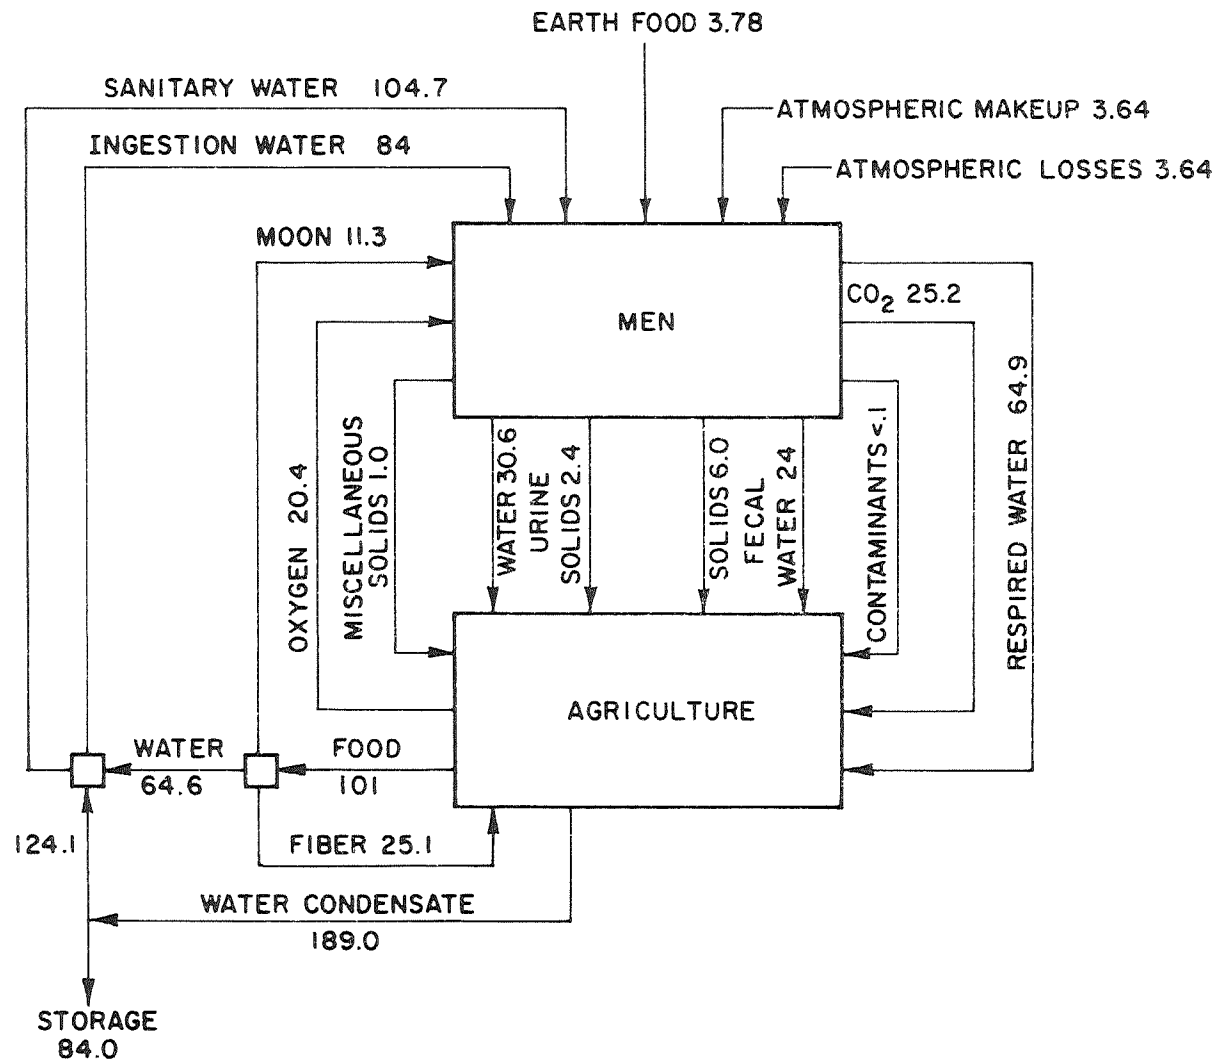 EARTH FOOD 3.78
SANITARY WATER 104.7
ATMOSPHERIC MAKEUP 3.64
INGESTION WATER 84
ATMOSPHERIC LOSSES 3.64
MOON 11.3
CO2 25.2
MEN
RESPIRED WATER 64.9
OXYGEN 20.4
MISCELLANEOUS
SOLIDS 1.0
WATER 30.6
URINE
SOLIDS 2.4
SOLIDS 6.0
FECAL
WATER 24
CONTAMINANTS <.1
AGRICULTURE
WATER
64.6
FOOD
101
124.1
FIBER 25.1
WATER CONDENSATE
189.0
STORAGE
84.0